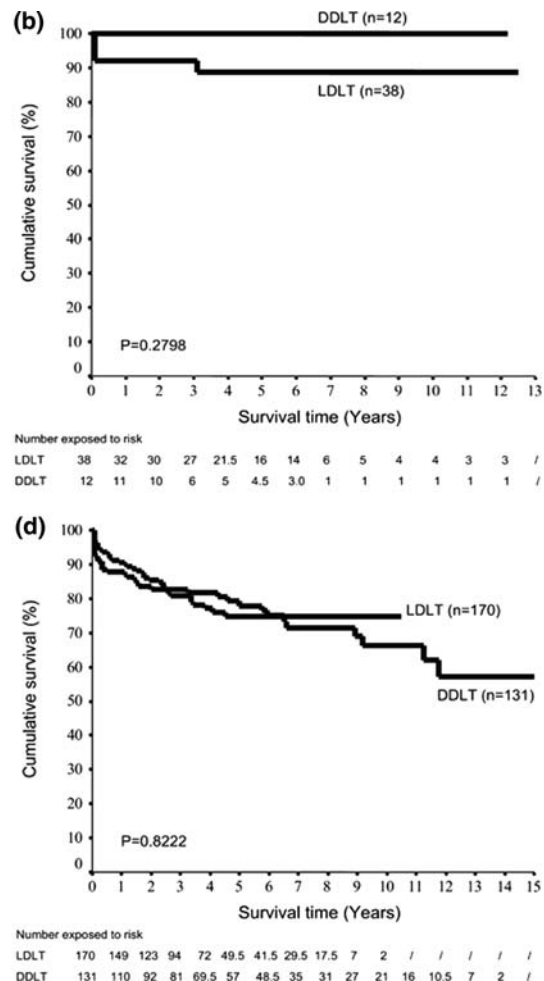 (b)
DDLT (n=12)
LDLT (n=38)
100
90
80
70
60
50
40
30
20
10
0
Cumulative survival (%)
P=0.2798
0 1 2 3 4 5 6 7 8 9 10 11 12 13
Survival time (Years)
Number exposed to risk
LDLT 38 32 30 27 21.5 16 14 6 5 4 4 3 3 /
DDLT 12 11 10 6 5 4.5 3.0 1 1 1 1 1 1 /
(d)
100
90
80
70
60
50
40
30
20
10
0
Cumulative survival (%)
LDLT (n=170)
DDLT (n=131)
P=0.8222
0 1 2 3 4 5 6 7 8 9 10 11 12 13 14 15
Survival time (Years)
Number exposed to risk
LDLT 170 149 123 94 72 49.5 41.5 29.5 17.5 7 2 / / / / /
DDLT 131 110 92 81 69.5 57 48.5 35 31 27 21 16 10.5 7 2 /